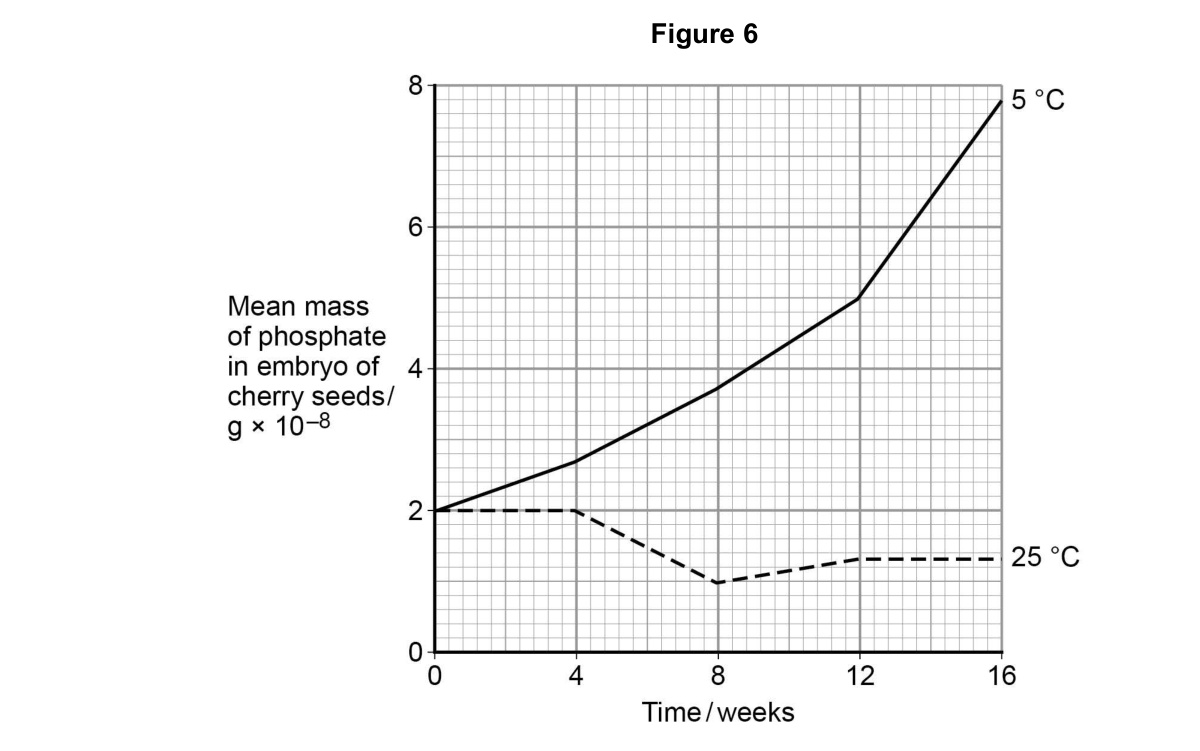 Figure 6
8
5 °C
6
Mean mass
of phosphate
in embryo of
cherry seeds/
g × 10⁻⁸
4
2
25 °C
0
0 4 8 12 16
Time/weeks